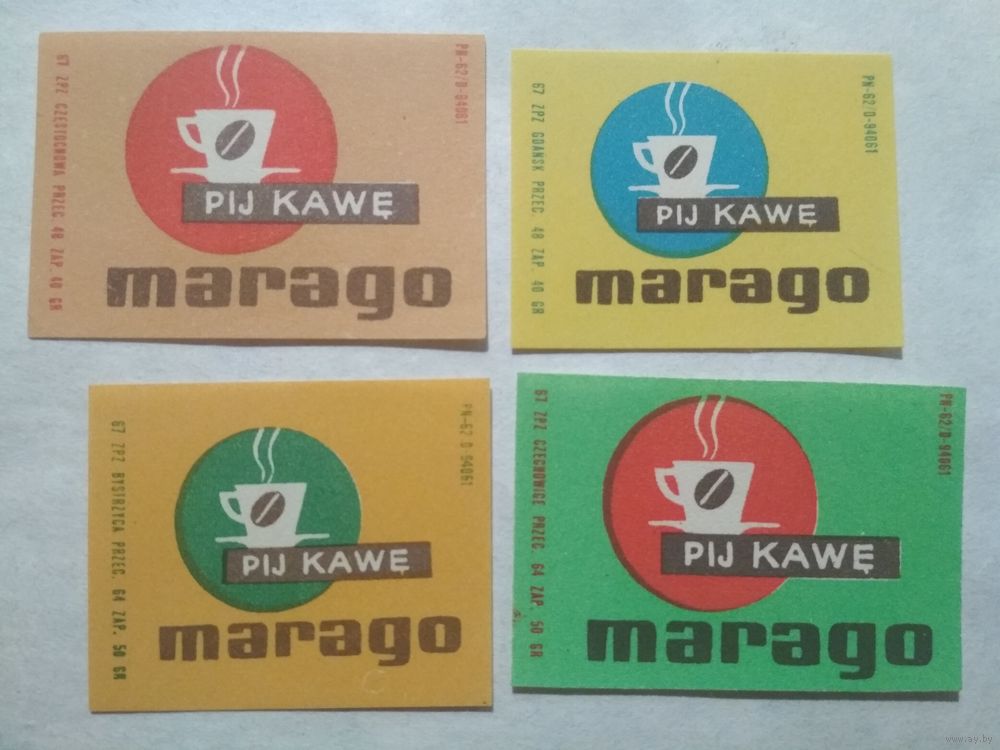 67 ZPZ CZĘSTOCHOWA PRZEC. 48 ZAP. 40 GR
PN-62/D-94061
PIJ KAWĘ
marago
67 ZPZ GDAŃSK PRZEC. 48 ZAP. 40 GR
PN-62/D-94061
PIJ KAWĘ
marago
67 ZPZ BYSTRZYCA PRZEC. 64 ZAP. 50 GR
PN-62 D-94061
PIJ KAWĘ
marago
67 ZPZ CZECHOWICE PRZEC. 64 ZAP. 50 GR
PN-62/D-94061
PIJ KAWĘ
marago
www.ay.by